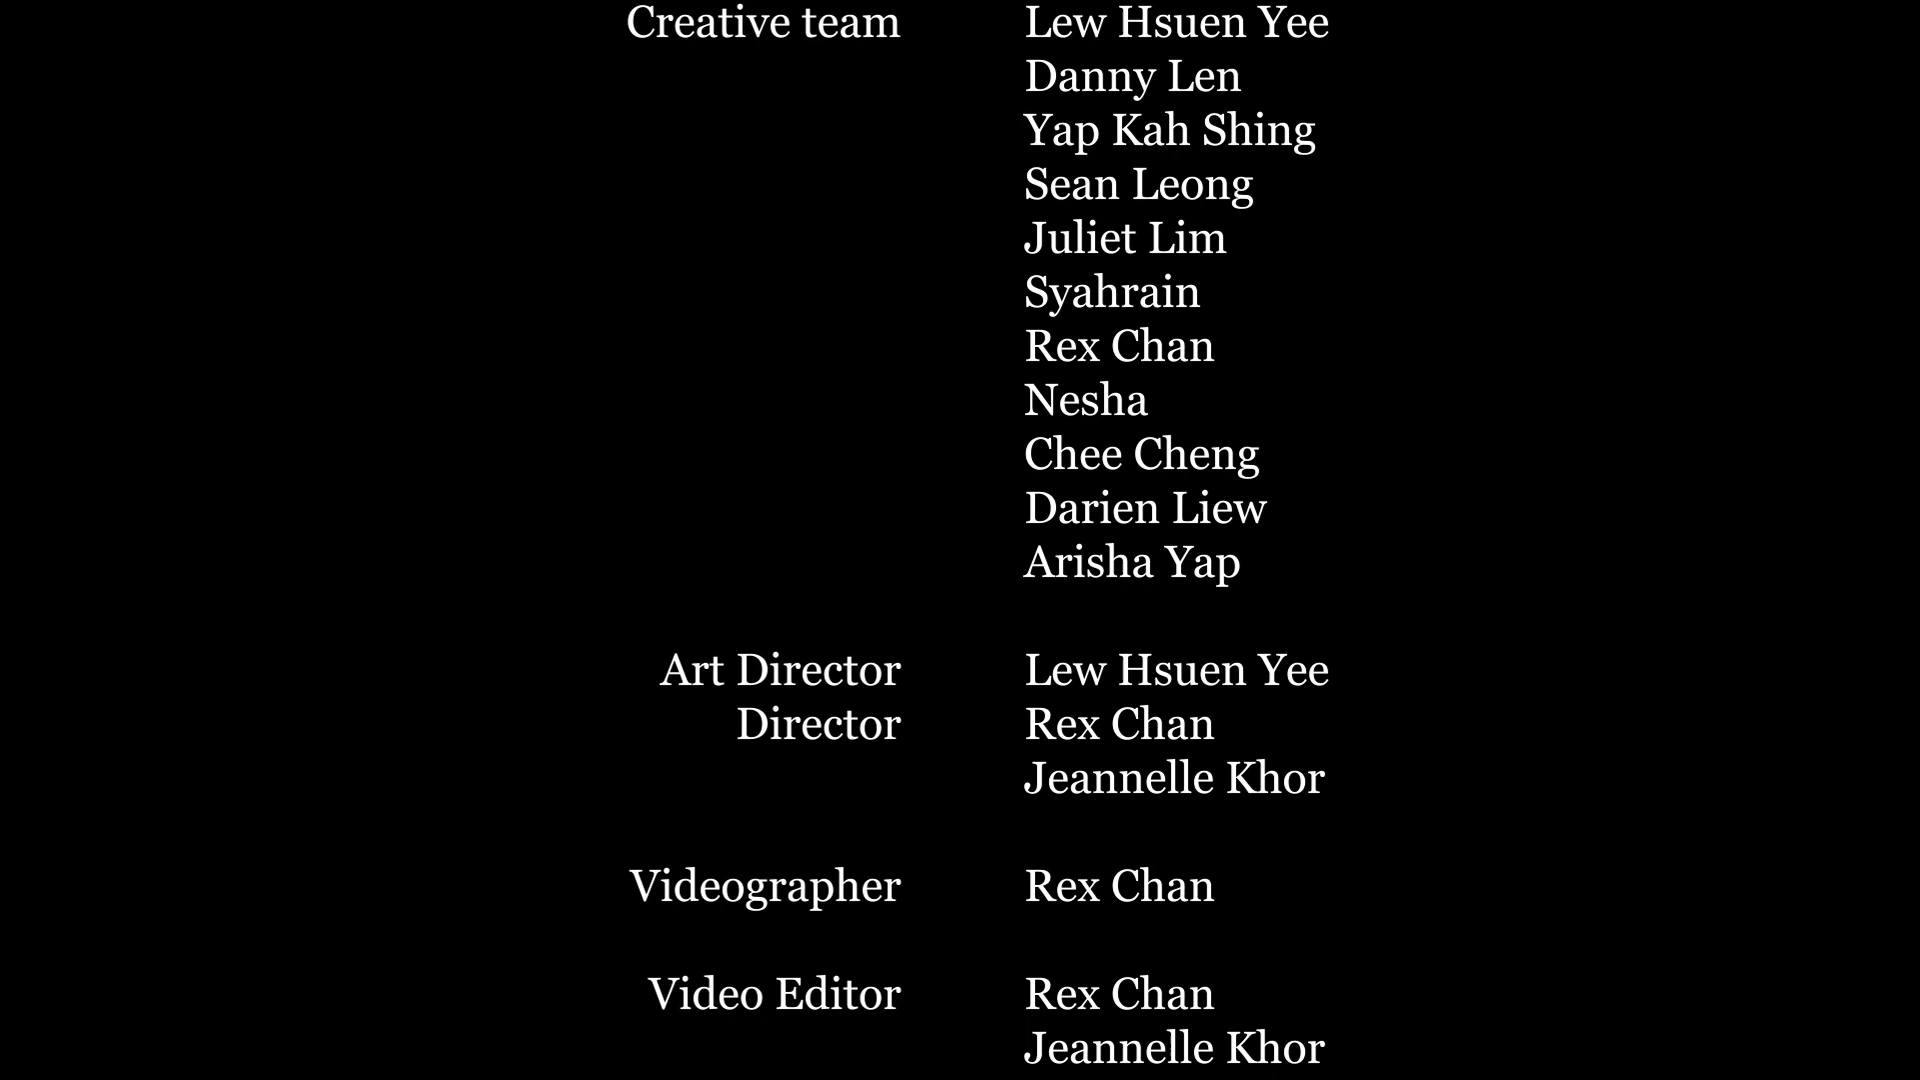 Creative team Lew Hsuen Yee
Danny Len
Yap Kah Shing
Sean Leong
Juliet Lim
Syahrain
Rex Chan
Nesha
Chee Cheng
Darien Liew
Arisha Yap
Art Director Lew Hsuen Yee
Director Rex Chan
Jeannelle Khor
Videographer Rex Chan
Video Editor Rex Chan
Jeannelle Khor